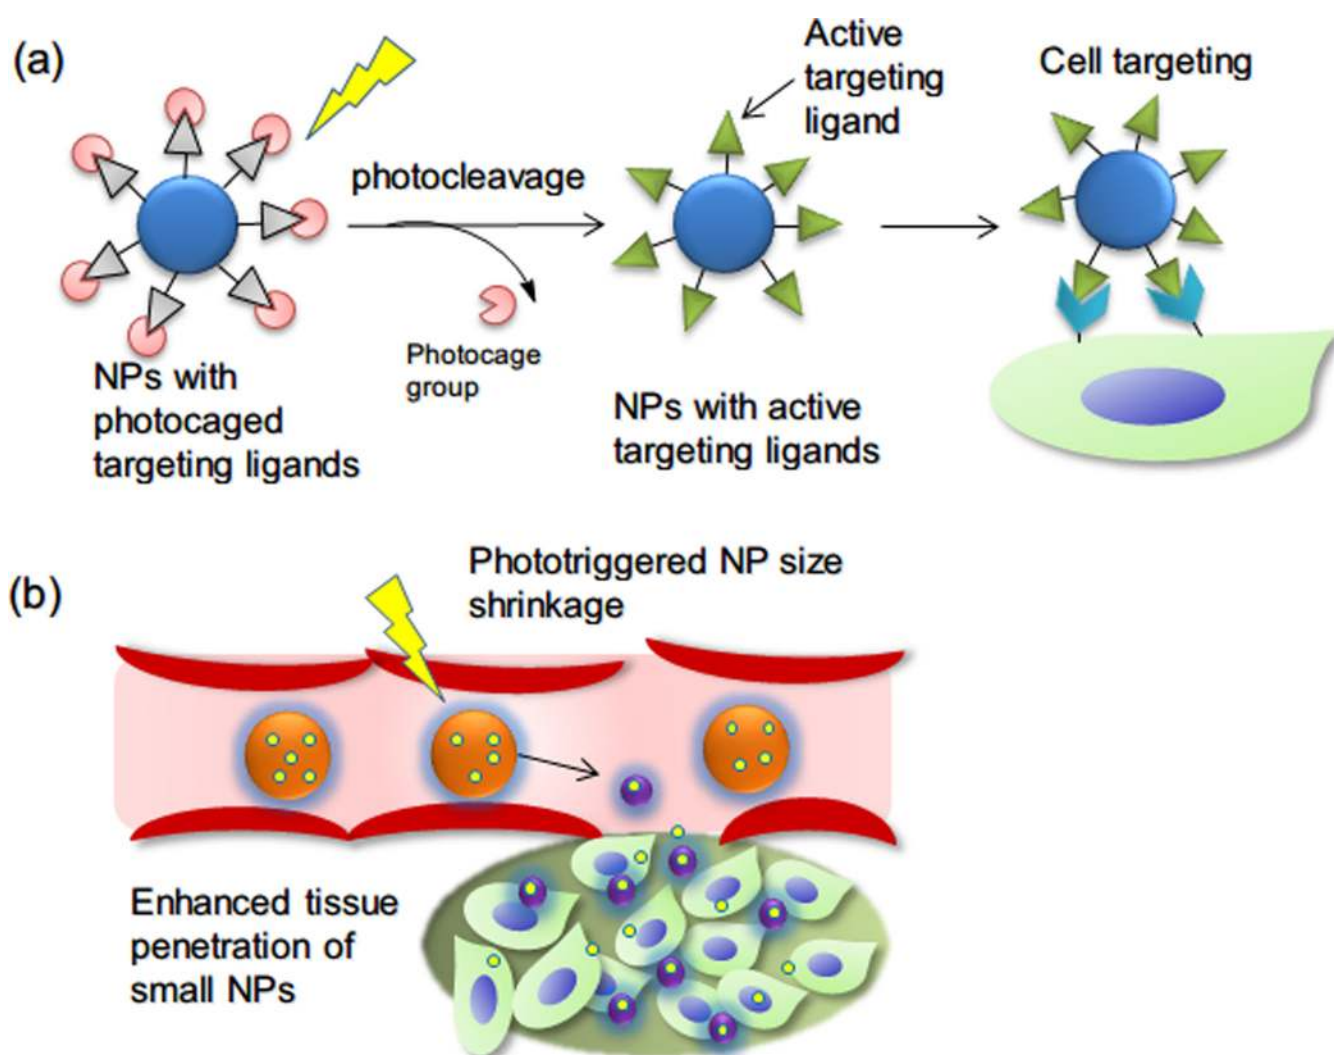 (a)
Active
targeting
ligand
Cell targeting
photocleavage
Photocage
group
NPs with
photocaged
targeting ligands
NPs with active
targeting ligands
(b)
Phototriggered NP size
shrinkage
Enhanced tissue
penetration of
small NPs